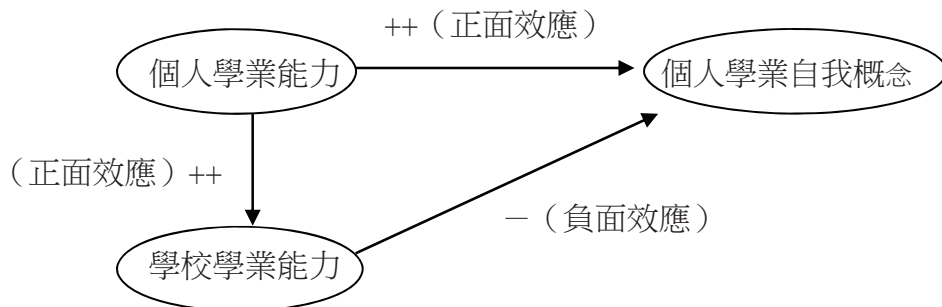 ++（正面效應）
個人學業能力
個人學業自我概念
（正面效應）++
－（負面效應）
學校學業能力